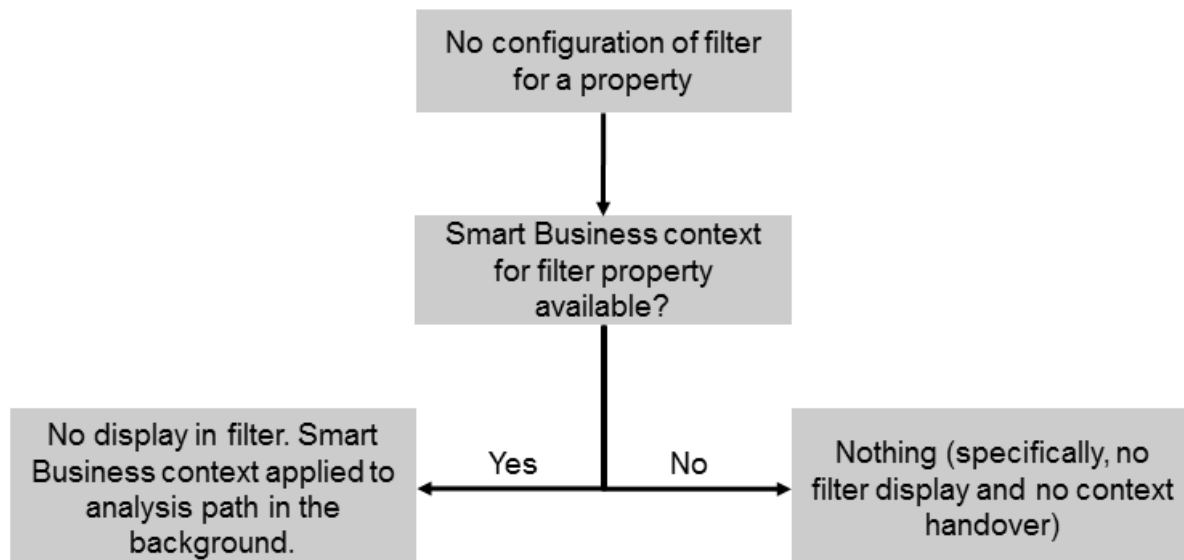 No configuration of filter
for a property
Smart Business context
for filter property
available?
No display in filter. Smart
Business context applied to
analysis path in the
background.
Yes
No
Nothing (specifically, no
filter display and no context
handover)